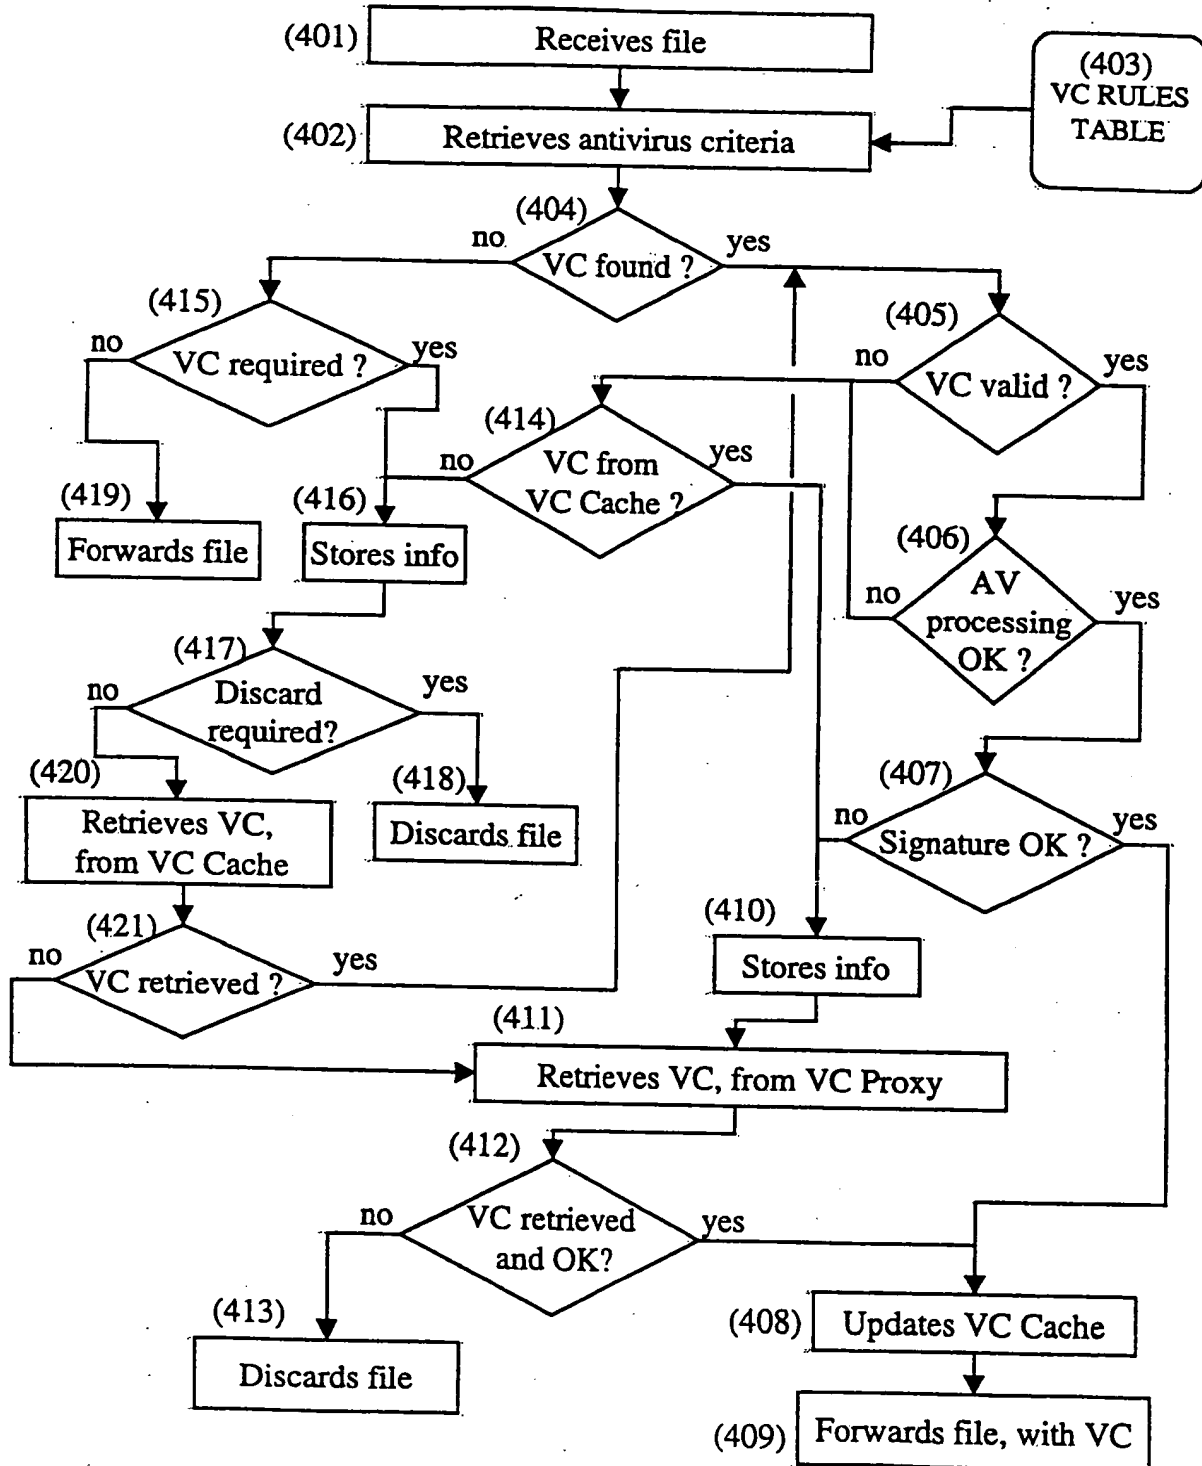 (401)
Receives file
(403)
VC RULES
TABLE
(402)
Retrieves antivirus criteria
(404)
no
yes
VC found ?
(415)
no
yes
VC required ?
(405)
no
yes
VC valid ?
(414)
no
yes
VC from
VC Cache ?
(419)
Forwards file
(416)
Stores info
(406)
no
yes
AV
processing
OK ?
(417)
no
yes
Discard
required?
(420)
Retrieves VC,
from VC Cache
(418)
Discards file
(407)
no
yes
Signature OK ?
(421)
no
yes
VC retrieved ?
(410)
Stores info
(411)
Retrieves VC, from VC Proxy
(412)
no
yes
VC retrieved
and OK?
(413)
Discards file
(408)
Updates VC Cache
(409)
Forwards file, with VC